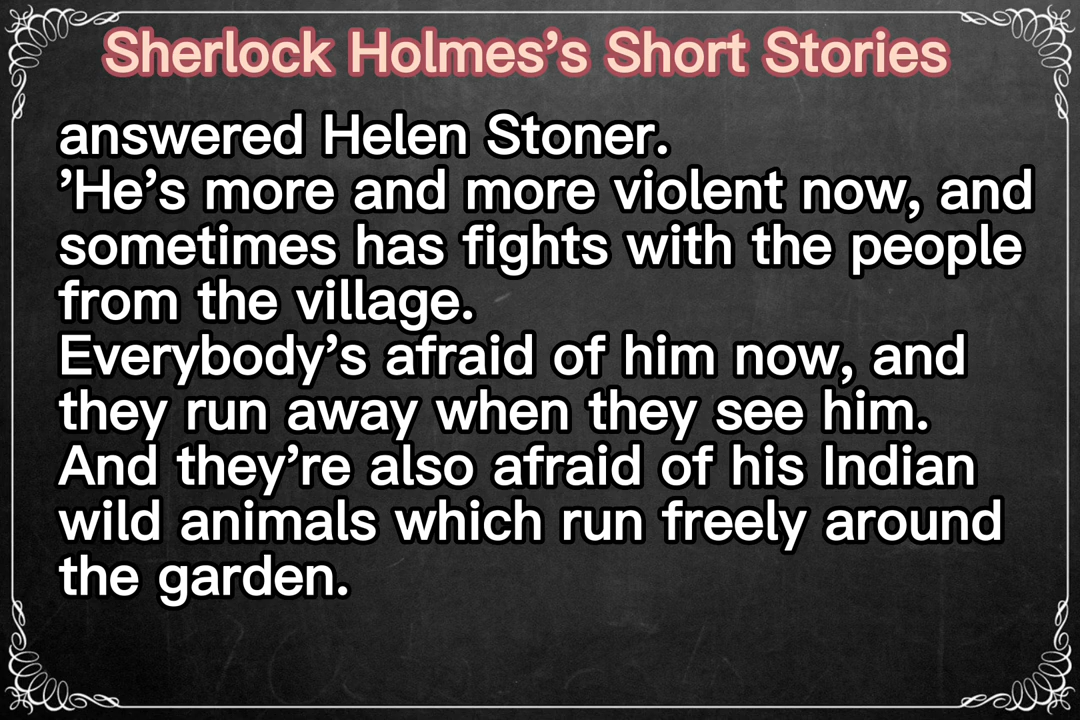 Sherlock Holmes’s Short Stories
answered Helen Stoner.
’He’s more and more violent now, and
sometimes has fights with the people
from the village.
Everybody’s afraid of him now, and
they run away when they see him.
And they’re also afraid of his Indian
wild animals which run freely around
the garden.